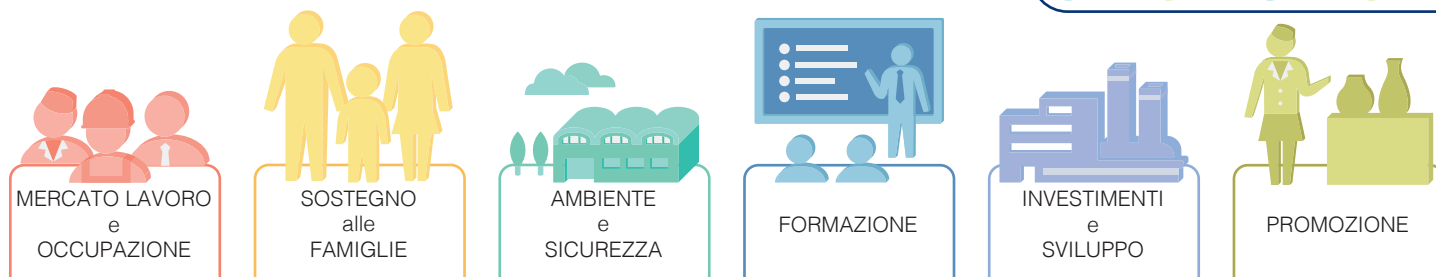 MERCATO LAVORO
e
OCCUPAZIONE
SOSTEGNO
alle
FAMIGLIE
AMBIENTE
e
SICUREZZA
FORMAZIONE
INVESTIMENTI
e
SVILUPPO
PROMOZIONE